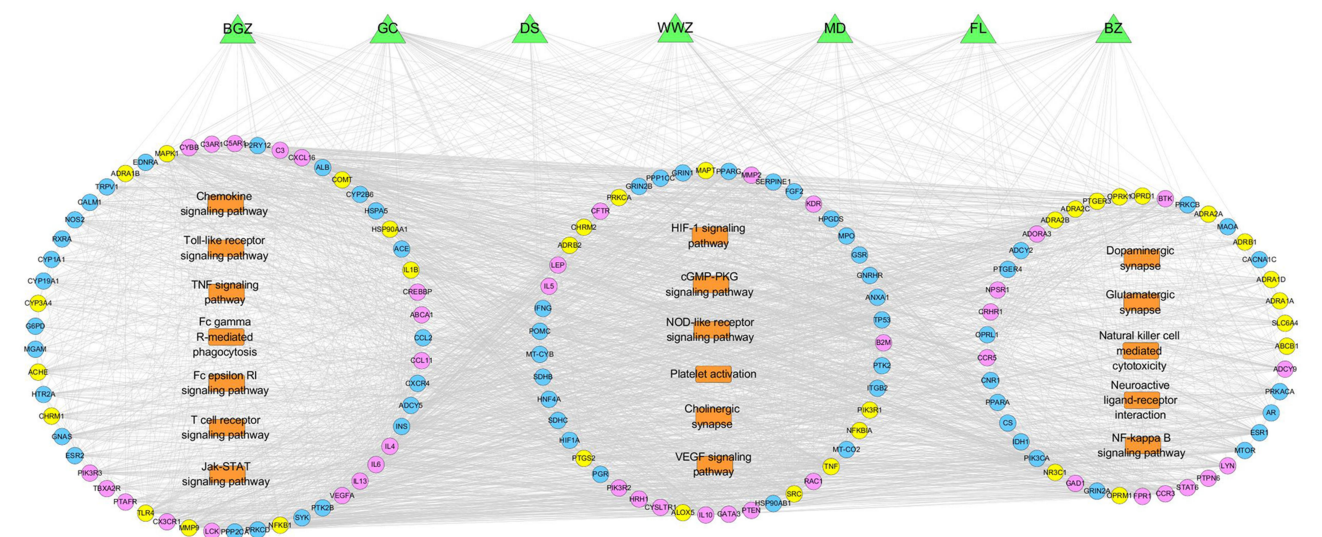 BGZ
GC
DS
WWZ
MD
FL
BZ
MAPK1
CYBB
C3AR1
C5AR1
P2RY12
C3
CXCL16
ALB
COMT
CYP2B6
HSPA5
HSP90AA1
ACE
IL1B
CREBBP
ABCA1
CCL2
CCL11
CXCR4
ADCY5
INS
IL4
IL6
IL13
VEGFA
PTK2B
SYK
NFKB1
PRKCD
PPP2CA
LCK
MMP9
CX3CR1
TLR4
PTAFR
TBXA2R
PIK3R3
ESR2
GNAS
CHRM1
HTR2A
ACHE
MGAM
G6PD
CYP3A4
CYP19A1
CYP1A1
RXRA
NOS2
CALM1
TRPV1
ADRA1B
EDNRA
Chemokine
signaling pathway
Toll-like receptor
signaling pathway
TNF signaling
pathway
Fc gamma
R-mediated
phagocytosis
Fc epsilon RI
signaling pathway
T cell receptor
signaling pathway
Jak-STAT
signaling pathway
MAPT
PPARG
MMP2
SERPINE1
FGF2
KDR
HPGDS
MPO
GSR
GNRHR
ANXA1
TP53
B2M
PTK2
ITGB2
PIK3R1
NFKBIA
MT-CO2
TNF
RAC1
SRC
HSP90AB1
PTEN
GATA3
IL10
ALOX5
CYSLTR1
HRH1
PIK3R2
PGR
PTGS2
HIF1A
SDHC
HNF4A
SDHB
MT-CYB
POMC
IFNG
IL5
LEP
ADRB2
CHRM2
CFTR
PRKCA
GRIN2B
PPP1CC
GRIN1
HIF-1 signaling
pathway
cGMP-PKG
signaling pathway
NOD-like receptor
signaling pathway
Platelet activation
Cholinergic
synapse
VEGF signaling
pathway
OPRD1
BTK
PRKCB
ADRA2A
MAOA
ADRB1
CACNA1C
ADRA1D
ADRA1A
SLC6A4
ABCB1
ADCY9
PRKACA
AR
ESR1
MTOR
LYN
PTPN6
STAT6
CCR3
FPR1
OPRM1
GRIN2A
GAD1
NR3C1
PIK3CA
IDH1
CS
PPARA
CNR1
CCR5
OPRL1
CRHR1
NPSR1
PTGER4
ADCY2
ADORA3
ADRA2B
ADRA2C
PTGER3
OPRK1
Dopaminergic
synapse
Glutamatergic
synapse
Natural killer cell
mediated
cytotoxicity
Neuroactive
ligand-receptor
interaction
NF-kappa B
signaling pathway